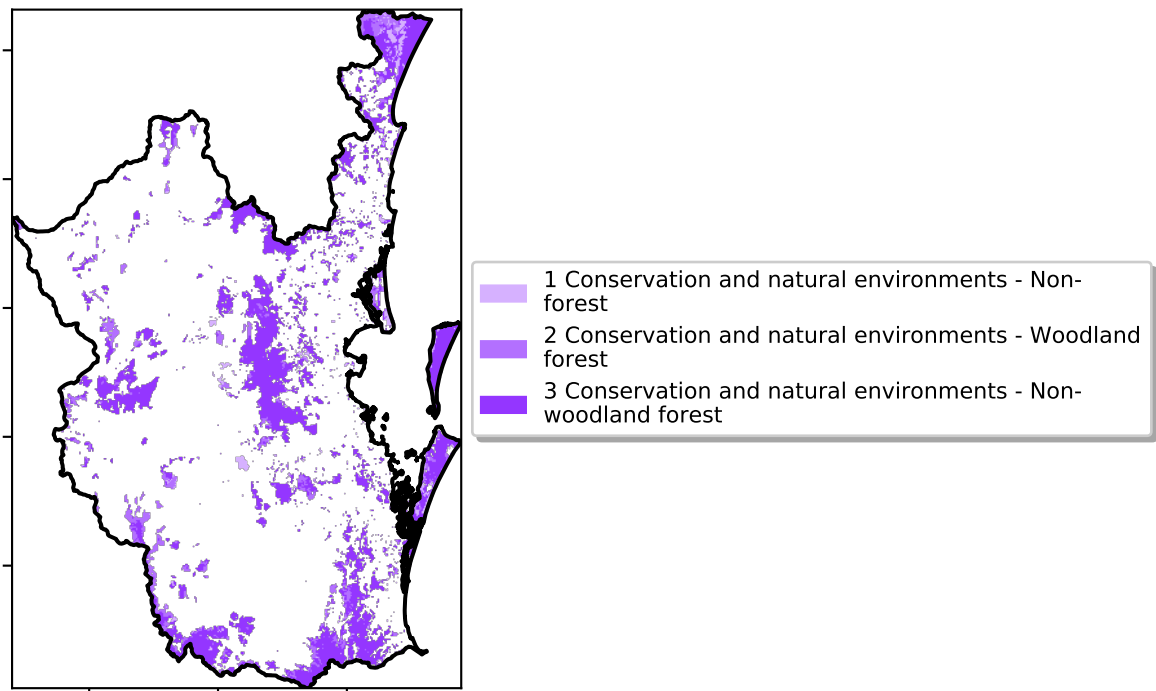 1 Conservation and natural environments - Non-
forest
2 Conservation and natural environments - Woodland
forest
3 Conservation and natural environments - Non-
woodland forest